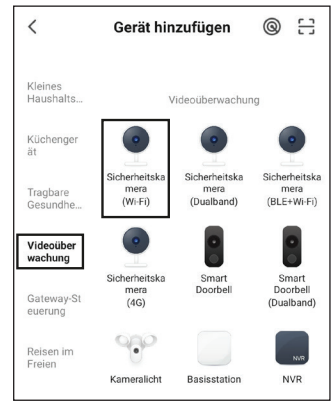 Gerät hinzufügen
Kleines
Haushalts...
Videoüberwachung
Küchenger
ät
Sicherheitska
mera
(Wi-Fi)
Sicherheitska
mera
(Dualband)
Sicherheitska
mera
(BLE+Wi-Fi)
Tragbare
Gesundhe...
Videoüber
wachung
Sicherheitska
mera
(4G)
Smart
Doorbell
Smart
Doorbell
(Dualband)
Gateway-St
euerung
Reisen im
Freien
Kameralicht
Basisstation
NVR
NVR